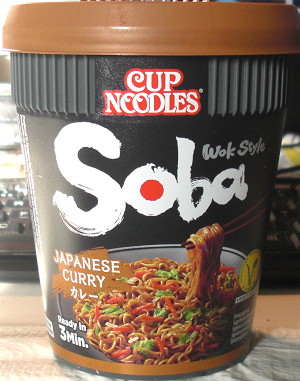 CUP
NOODLES®
Soba
Wok Style
JAPANESE
CURRY
カレー
Ready in
3Min.